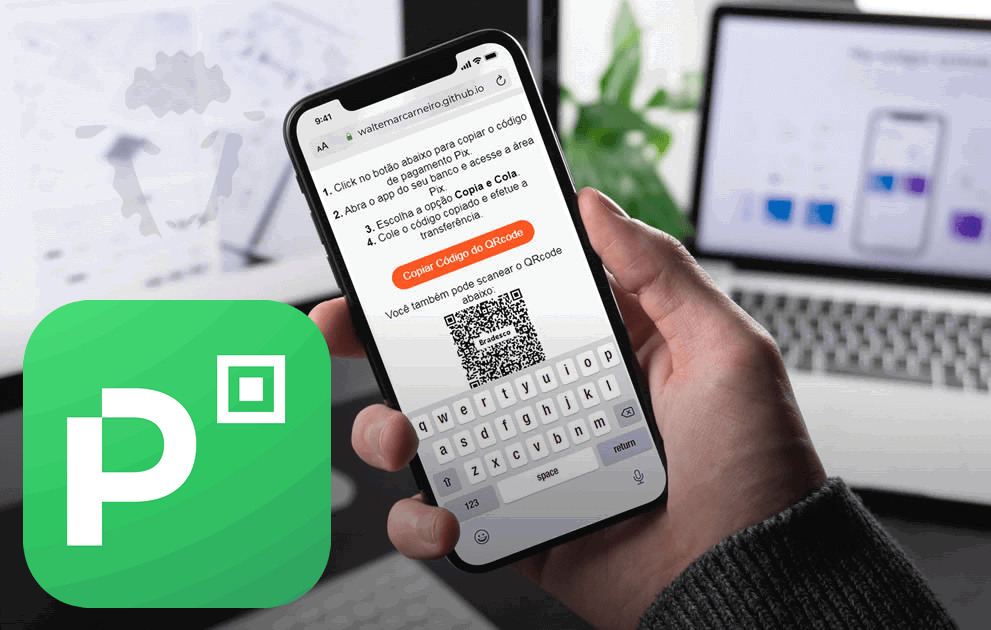 9:41
AA
waltemarcarneiro.github.io
1. Click no botão abaixo para copiar o código
de pagamento Pix.
2. Abra o app do seu banco e acesse a área
Pix.
3. Escolha a opção Copia e Cola.
4. Cole o código copiado e efetue a
transferência.
Copiar Código do QRcode
Você também pode scanear o QRcode
abaixo:
Bradesco
q w e r t y u i o p
a s d f g h j k l
z x c v b n m
123
space
return
P